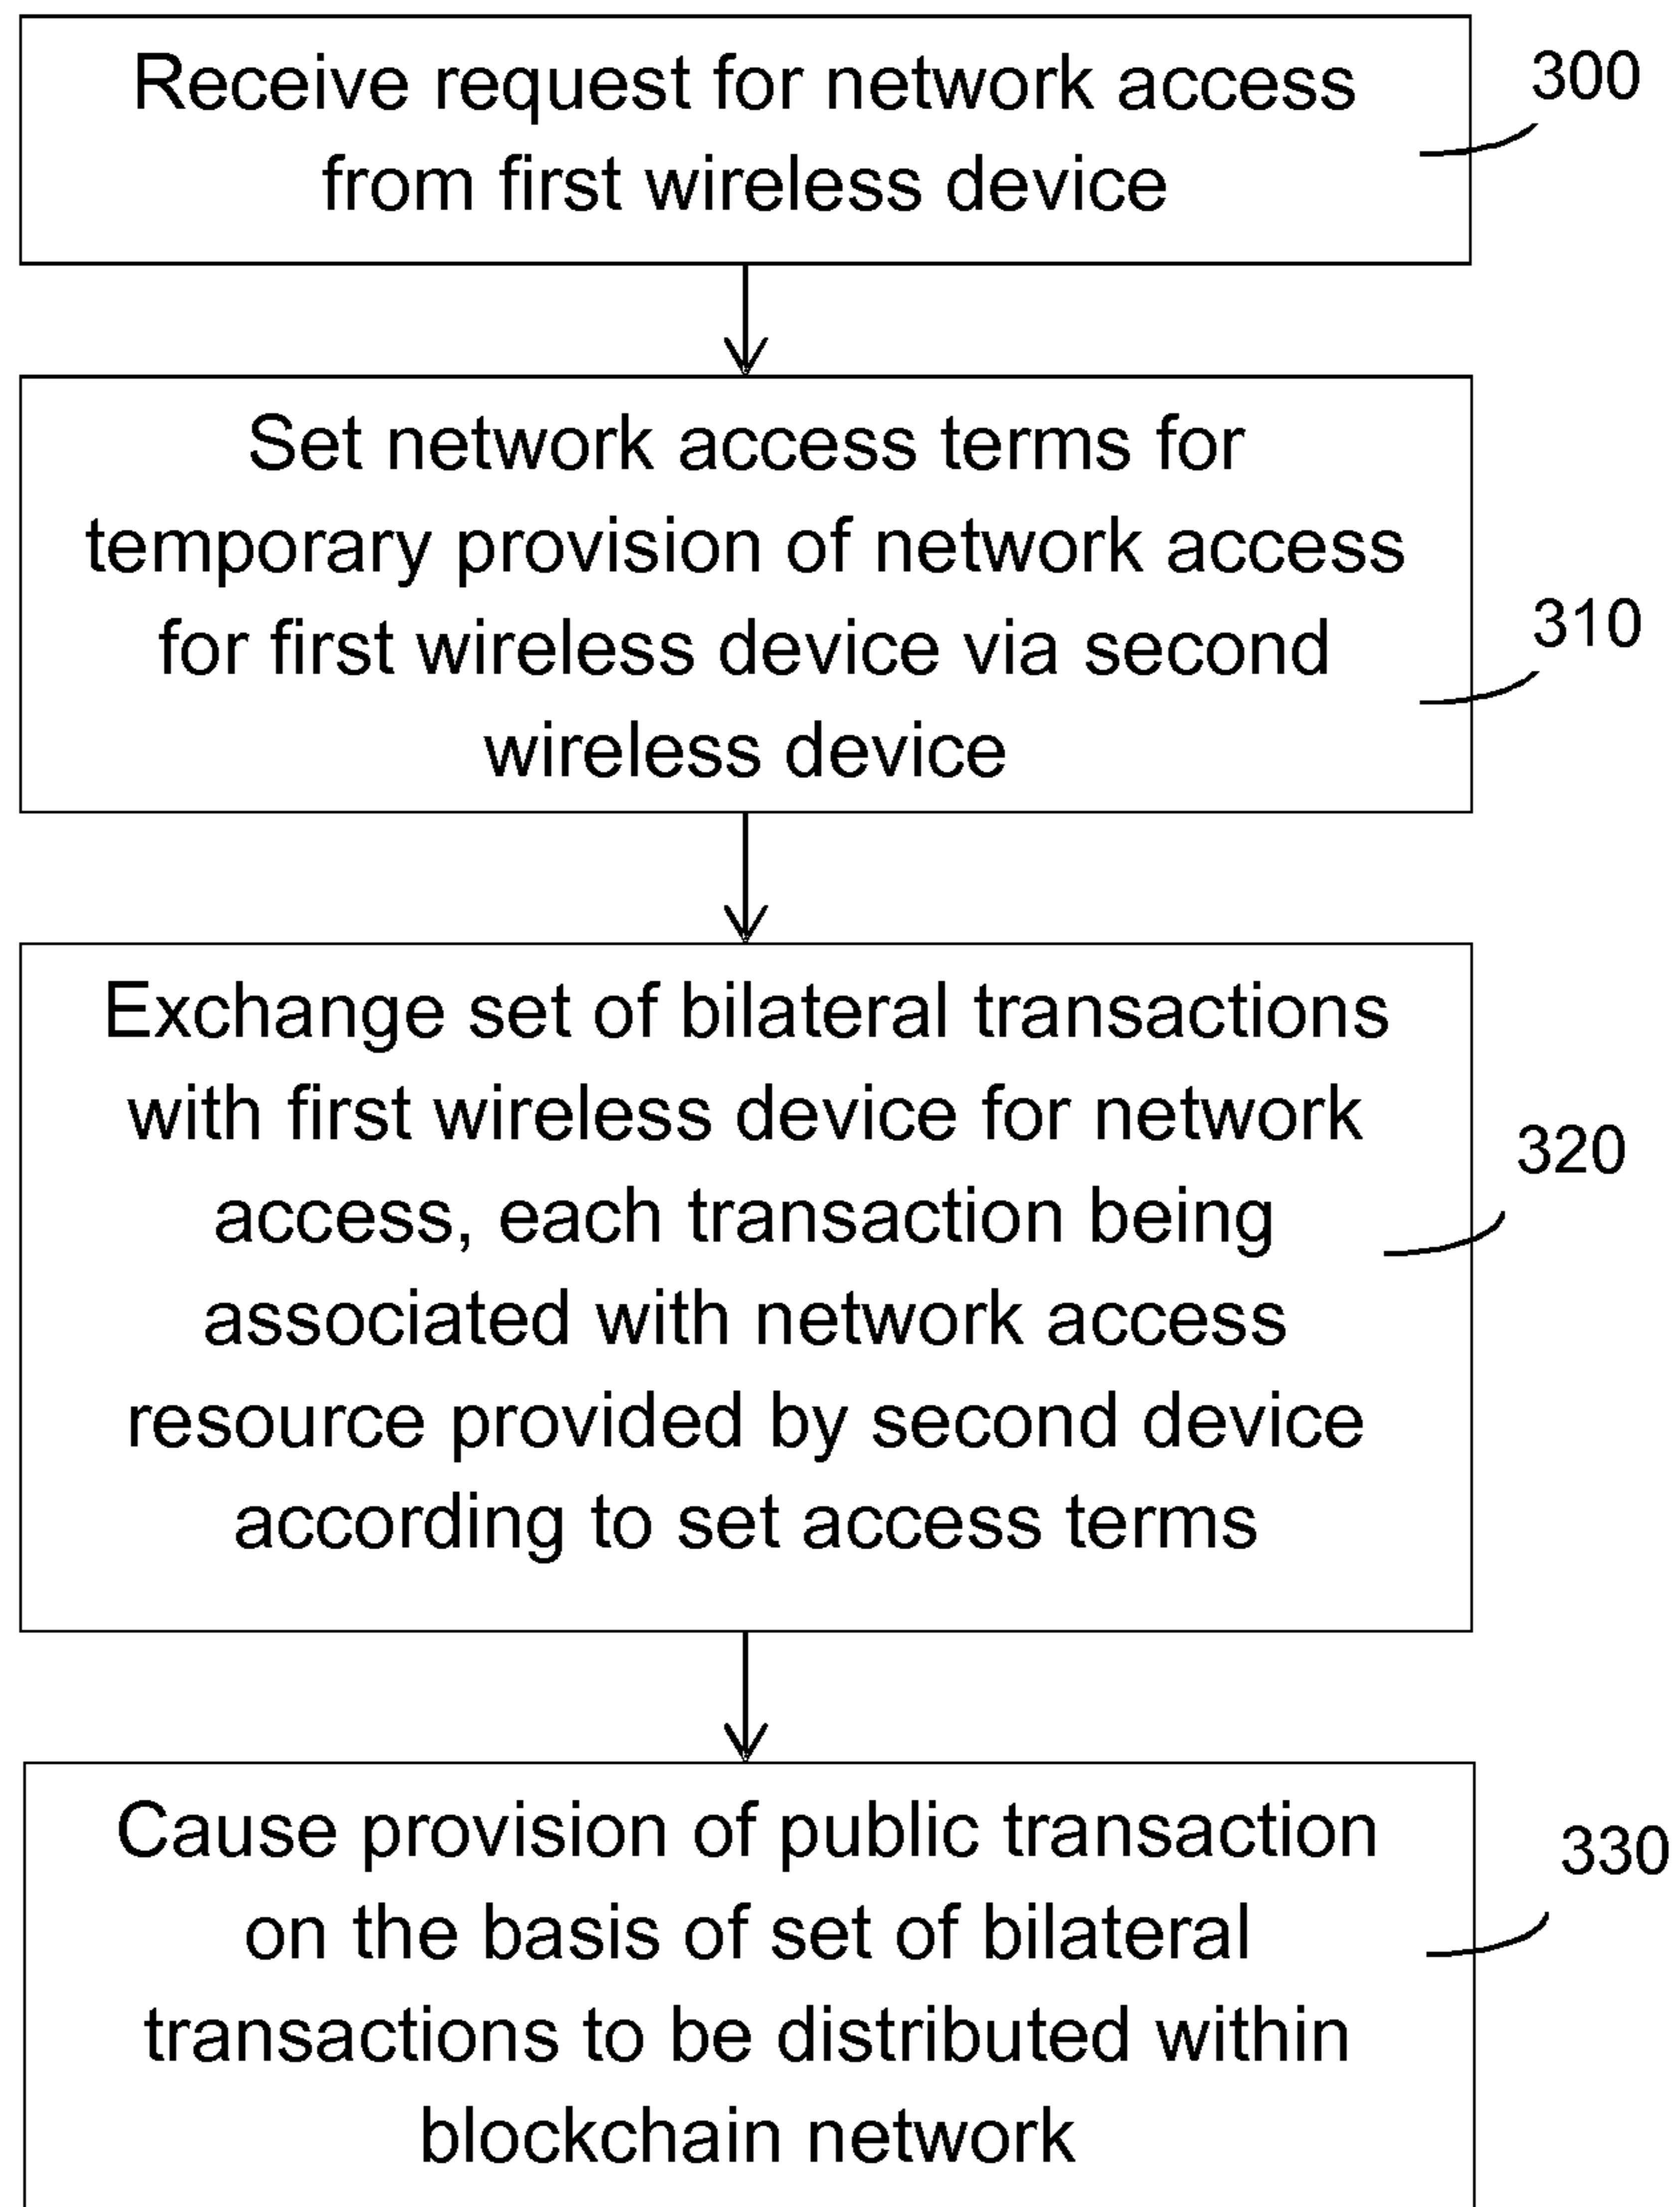 Receive request for network access
from first wireless device
300
Set network access terms for
temporary provision of network access
for first wireless device via second
wireless device
310
Exchange set of bilateral transactions
with first wireless device for network
access, each transaction being
associated with network access
resource provided by second device
according to set access terms
320
Cause provision of public transaction
on the basis of set of bilateral
transactions to be distributed within
blockchain network
330